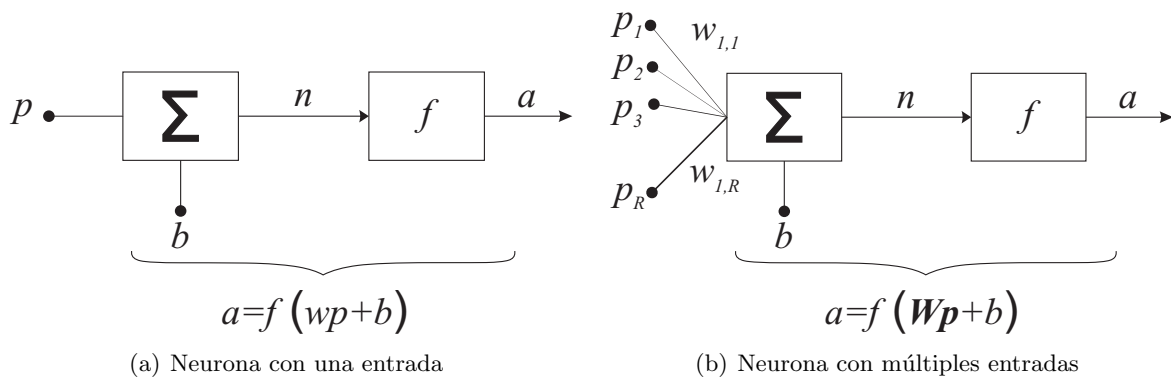 p
Σ
n
f
a
b
a=f(wp+b)
(a) Neurona con una entrada
p1
w1,1
p2
p3
pR
w1,R
Σ
n
f
a
b
a=f(Wp+b)
(b) Neurona con múltiples entradas